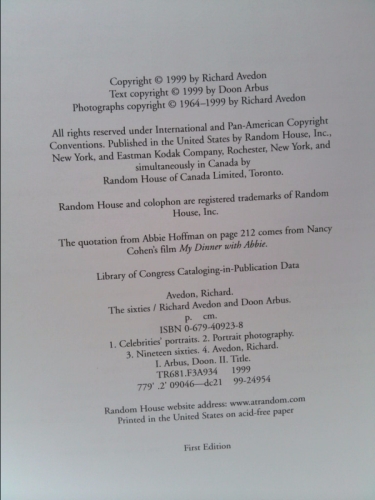 Copyright © 1999 by Richard Avedon
Text copyright © 1999 by Doon Arbus
Photographs copyright © 1964–1999 by Richard Avedon
All rights reserved under International and Pan-American Copyright
Conventions. Published in the United States by Random House, Inc.,
New York, and Eastman Kodak Company, Rochester, New York, and
simultaneously in Canada by
Random House of Canada Limited, Toronto.
Random House and colophon are registered trademarks of Random
House, Inc.
The quotation from Abbie Hoffman on page 212 comes from Nancy
Cohen's film My Dinner with Abbie.
Library of Congress Cataloging-in-Publication Data
Avedon, Richard.
The sixties / Richard Avedon and Doon Arbus.
p. cm.
ISBN 0-679-40923-8
1. Celebrities' portraits. 2. Portrait photography.
3. Nineteen sixties. 4. Avedon, Richard.
I. Arbus, Doon. II. Title.
TR681.F3A934 1999
779' .2' 09046—dc21 99-24954
Random House website address: www.atrandom.com
Printed in the United States on acid-free paper
First Edition